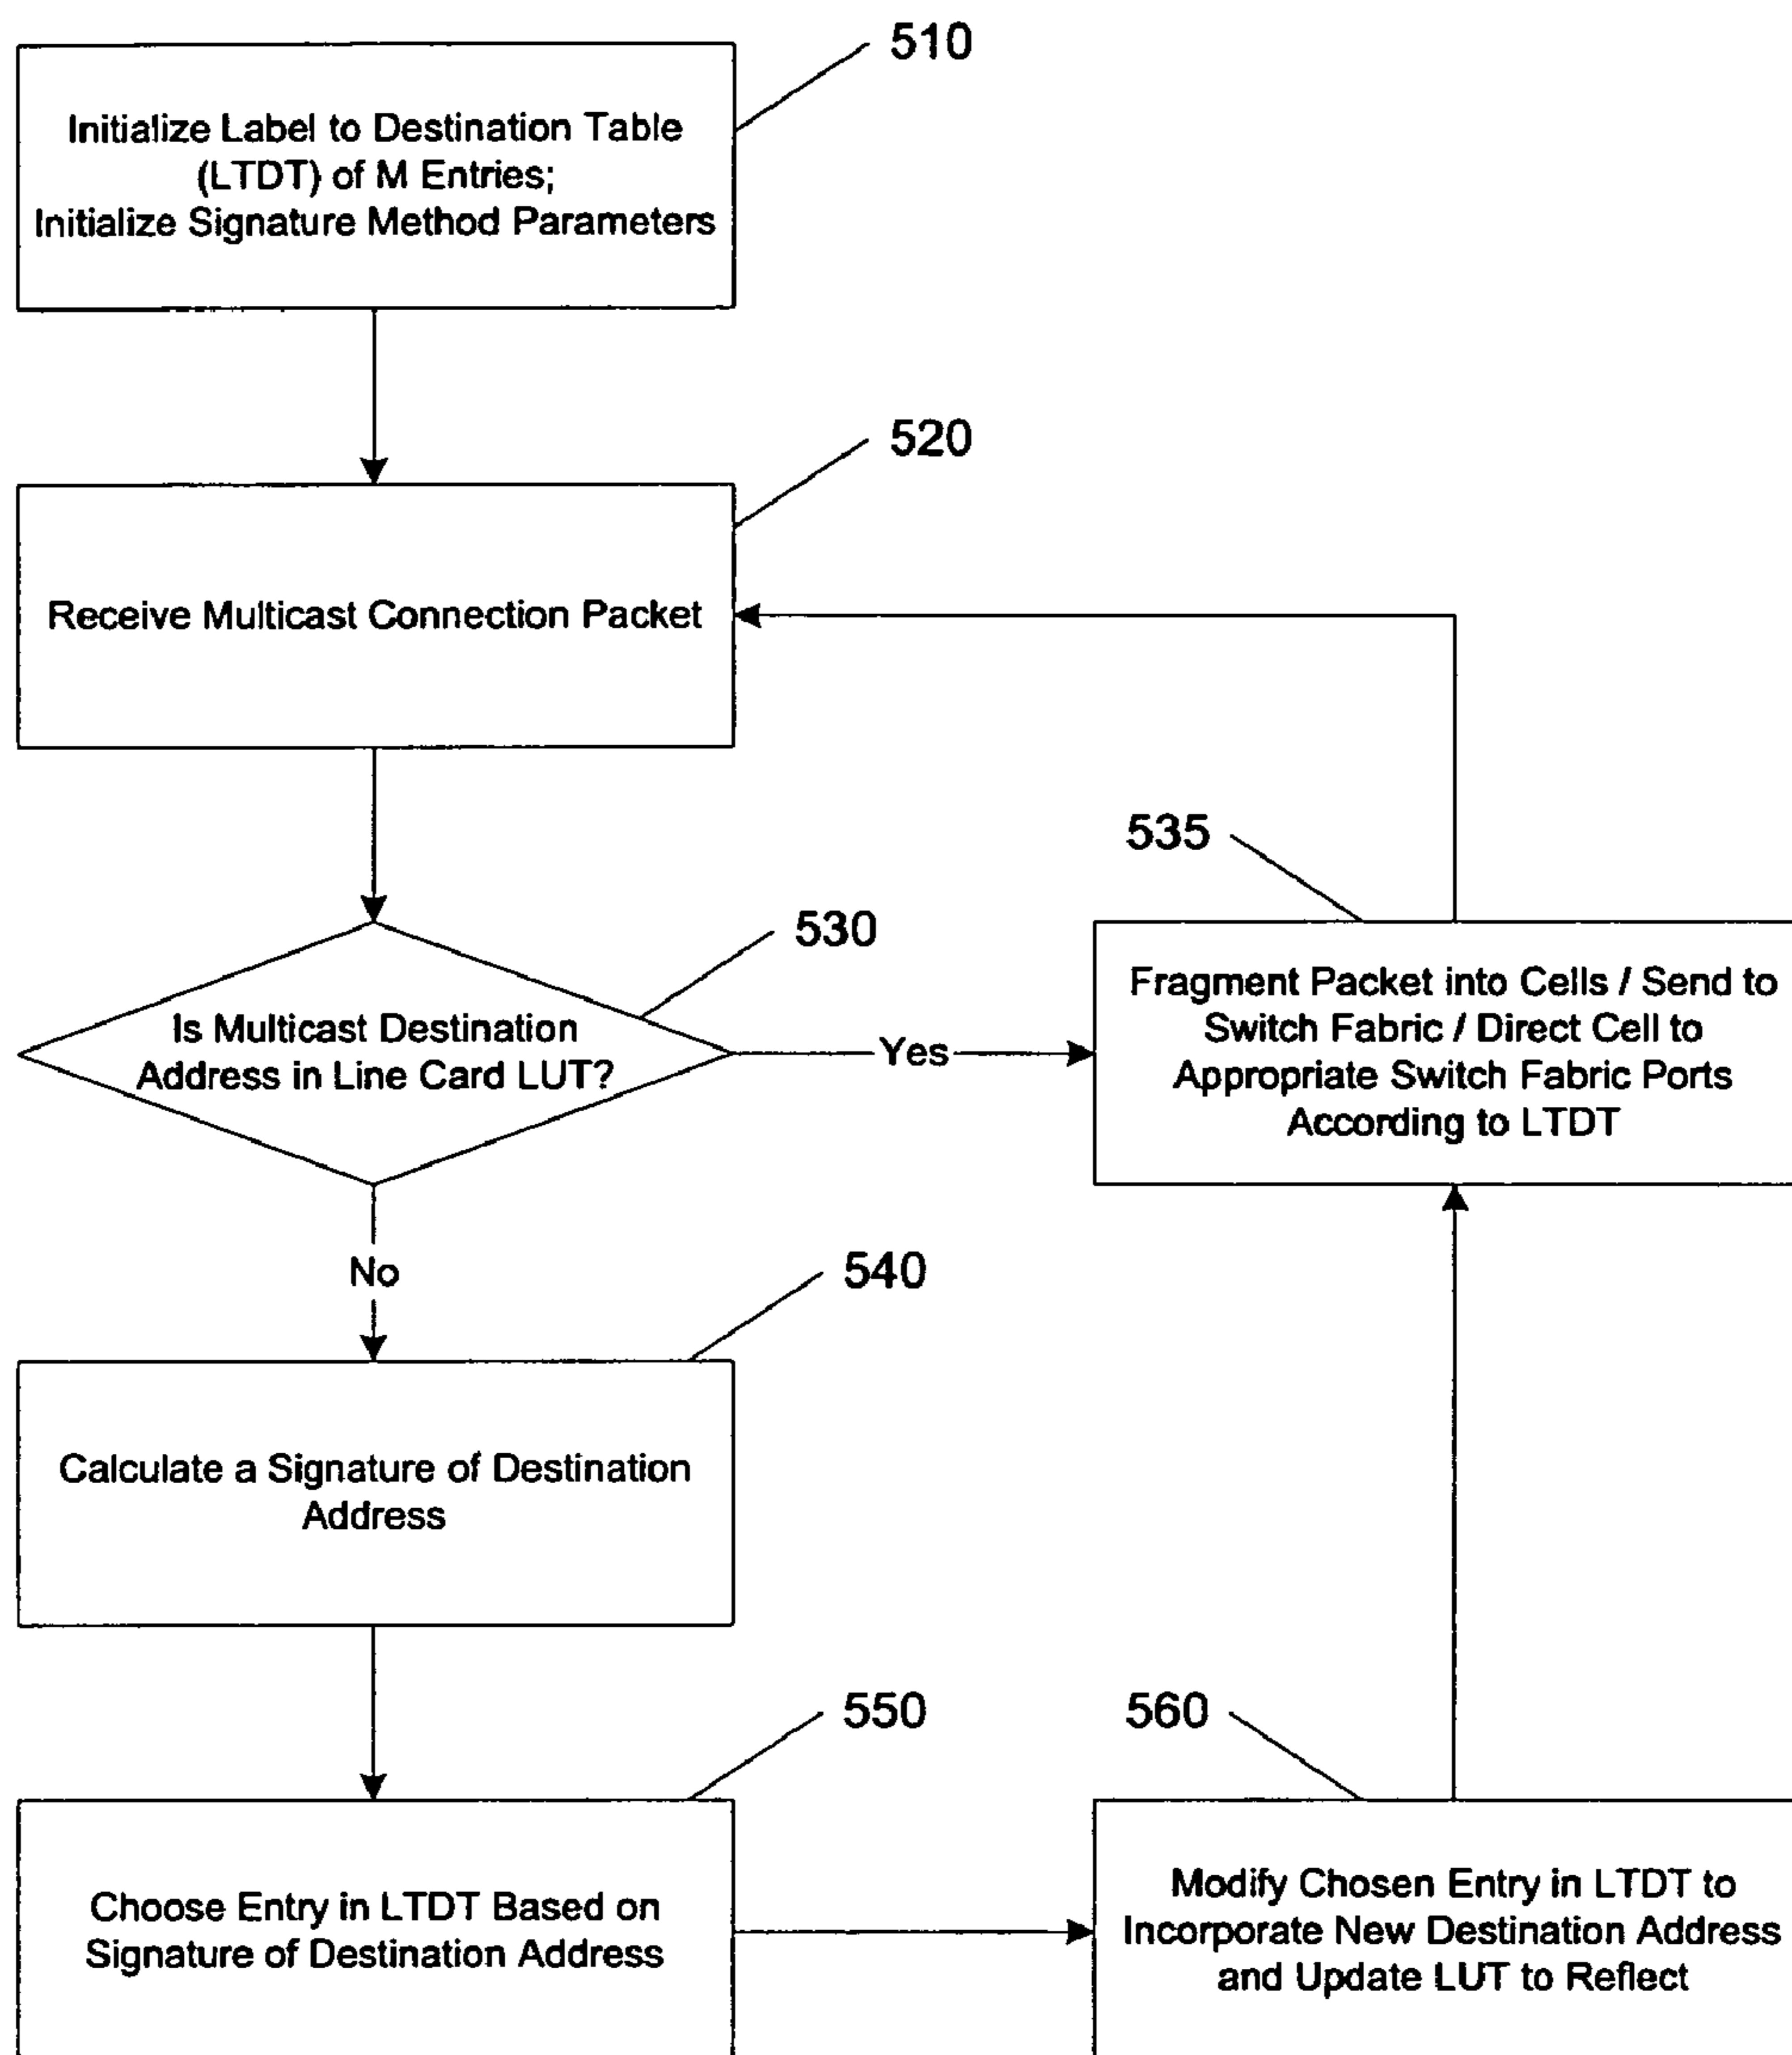 510
Initialize Label to Destination Table
(LTDT) of M Entries;
Initialize Signature Method Parameters
520
Receive Multicast Connection Packet
530
Is Multicast Destination
Address in Line Card LUT?
Yes
535
Fragment Packet into Cells / Send to
Switch Fabric / Direct Cell to
Appropriate Switch Fabric Ports
According to LTDT
No
540
Calculate a Signature of Destination
Address
550
Choose Entry in LTDT Based on
Signature of Destination Address
560
Modify Chosen Entry in LTDT to
Incorporate New Destination Address
and Update LUT to Reflect